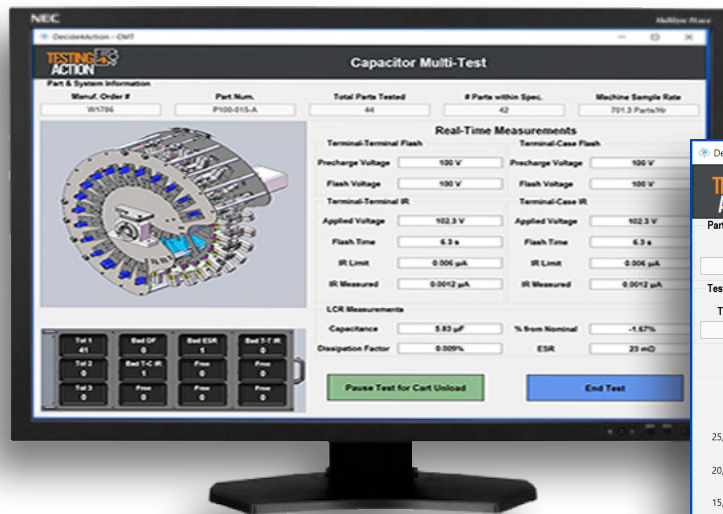 NEC
MultiSync
Decide4Action - CMT
TESTING
ACTION
Capacitor Multi-Test
Part & System Information
Manuf. Order #
Part Num.
Total Parts Tested
# Parts within Spec.
Machine Sample Rate
W1786
P100-015-A
44
42
701.3 Parts/Hr
Real-Time Measurements
Terminal-Terminal Flash
Terminal-Case Flash
Precharge Voltage 100 V Precharge Voltage 100 V
Flash Voltage 100 V Flash Voltage 100 V
Terminal-Terminal IR
Terminal-Case IR
Applied Voltage 102.3 V Applied Voltage 102.3 V
Flash Time 6.3 s Flash Time 6.3 s
IR Limit 0.006 µA IR Limit 0.006 µA
IR Measured 0.0012 µA IR Measured 0.0012 µA
LCR Measurements
Capacitance 5.83 µF % from Nominal -1.67%
Dissipation Factor 0.009% ESR 23 mΩ
Tol 1 Bad DF Bad ESR Bad T-T IR
41 0 1 0
Tol 2 Bad T-C IR Free Free
0 1 0 0
Tol 3 Free Free Free
0 0 0 0
Pause Test for Cart Unload
End Test
De
T
A
Part
Tes
T
25,
20,
15,